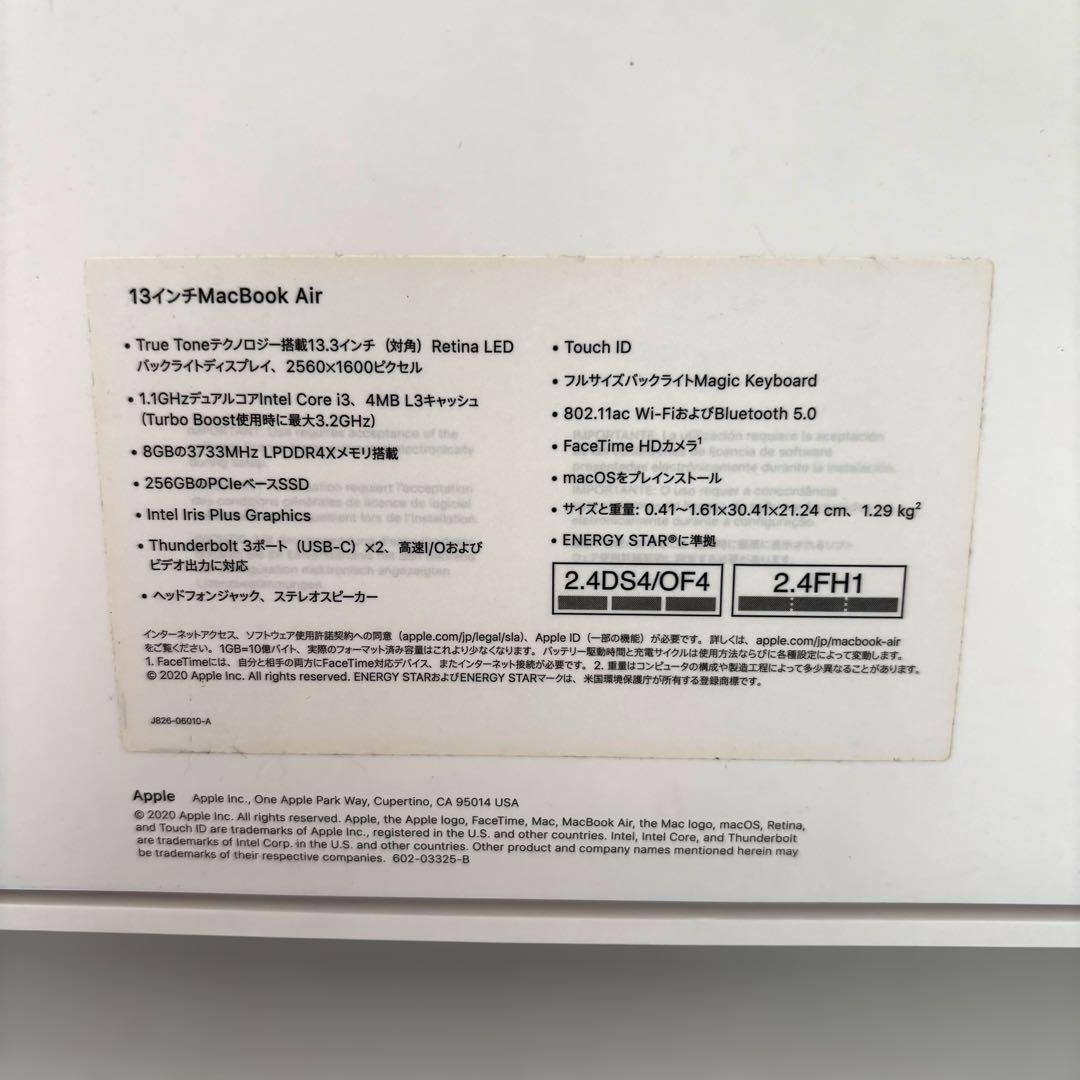 13インチMacBook Air
• True Toneテクノロジー搭載13.3インチ（対角）Retina LED
バックライトディスプレイ、2560×1600ピクセル
• 1.1GHzデュアルコアIntel Core i3、4MB L3キャッシュ
(Turbo Boost使用時に最大3.2GHz)
• 8GBの3733MHz LPDDR4Xメモリ搭載
• 256GBのPCIeベースSSD
• Intel Iris Plus Graphics
• Thunderbolt 3ポート（USB-C）×2、高速I/Oおよび
ビデオ出力に対応
• ヘッドフォンジャック、ステレオスピーカー
• Touch ID
• フルサイズバックライトMagic Keyboard
• 802.11ac Wi-FiおよびBluetooth 5.0
• FaceTime HDカメラ¹
• macOSをプレインストール
• サイズと重量: 0.41〜1.61×30.41×21.24 cm、1.29 kg²
• ENERGY STAR®に準拠
2.4DS4/OF4
2.4FH1
インターネットアクセス、ソフトウェア使用許諾契約への同意（apple.com/jp/legal/sla）、Apple ID（一部の機能）が必要です。詳しくは、apple.com/jp/macbook-air
をご覧ください。1GB=10億バイト、実際のフォーマット済み容量はこれより少なくなります。バッテリー駆動時間と充電サイクルは使用方法ならびに各種設定によって変動します。
1. FaceTimeには、自分と相手の両方にFaceTime対応デバイス、またインターネット接続が必要です。2. 重量はコンピュータの構成や製造工程によって多少異なることがあります。
© 2020 Apple Inc. All rights reserved. ENERGY STARおよびENERGY STARマークは、米国環境保護庁が所有する登録商標です。
J826-06010-A
Apple Apple Inc., One Apple Park Way, Cupertino, CA 95014 USA
© 2020 Apple Inc. All rights reserved. Apple, the Apple logo, FaceTime, Mac, MacBook Air, the Mac logo, macOS, Retina,
and Touch ID are trademarks of Apple Inc., registered in the U.S. and other countries. Intel, Intel Core, and Thunderbolt
are trademarks of Intel Corp. in the U.S. and other countries. Other product and company names mentioned herein may
be trademarks of their respective companies. 602-03325-B